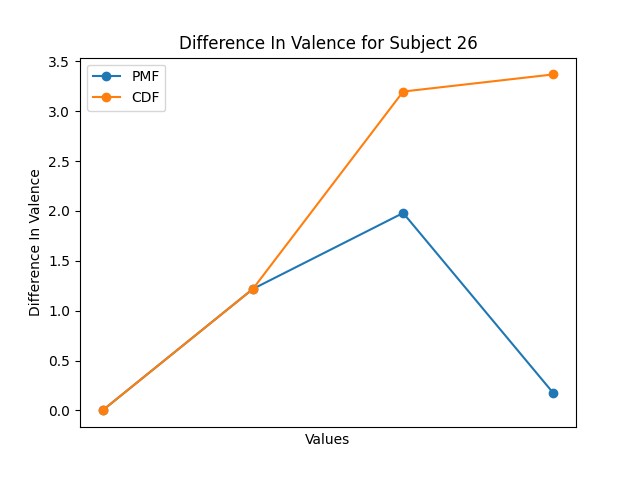 Difference In Valence for Subject 26
PMF
CDF
3.5
3.0
2.5
2.0
1.5
1.0
0.5
0.0
Difference In Valence
Values